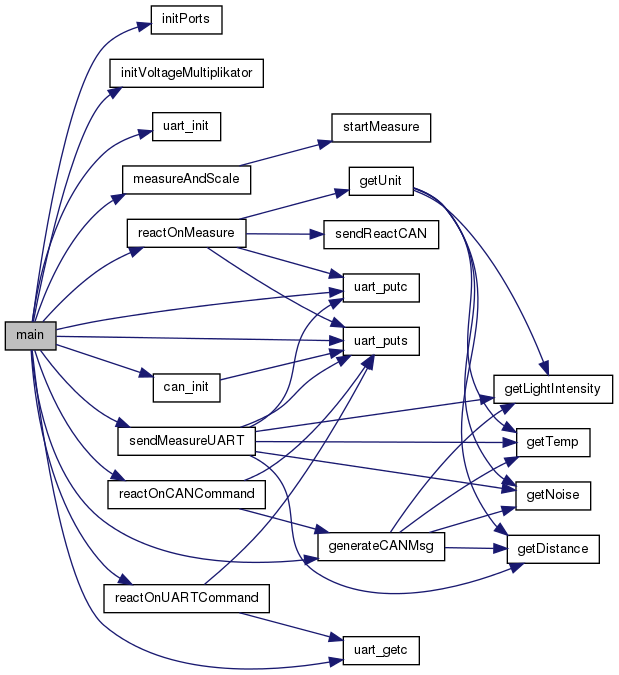 initPorts
initVoltageMultiplikator
uart_init
startMeasure
measureAndScale
getUnit
reactOnMeasure
sendReactCAN
uart_putc
main
uart_puts
can_init
getLightIntensity
sendMeasureUART
getTemp
reactOnCANCommand
getNoise
generateCANMsg
getDistance
reactOnUARTCommand
uart_getc